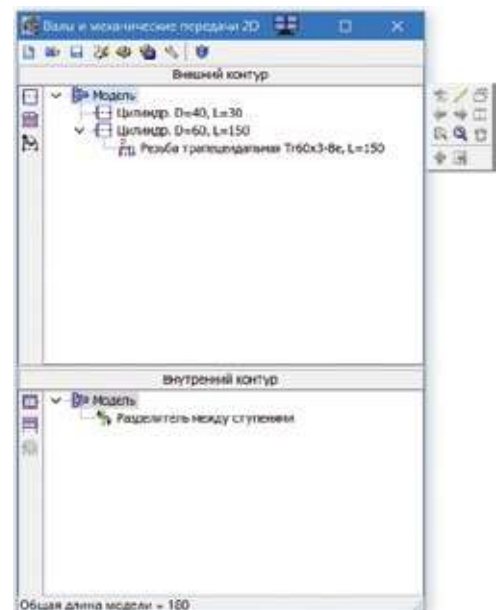 Валы и механические передачи 2D
Внешний контур
Модель
Цилиндр. D=40, L=30
Цилиндр. D=60, L=150
Резьба трапецеидальная Tr60x3-8e, L=150
Внутренний контур
Модель
Разделитель между ступенями
Общая длина модели = 180